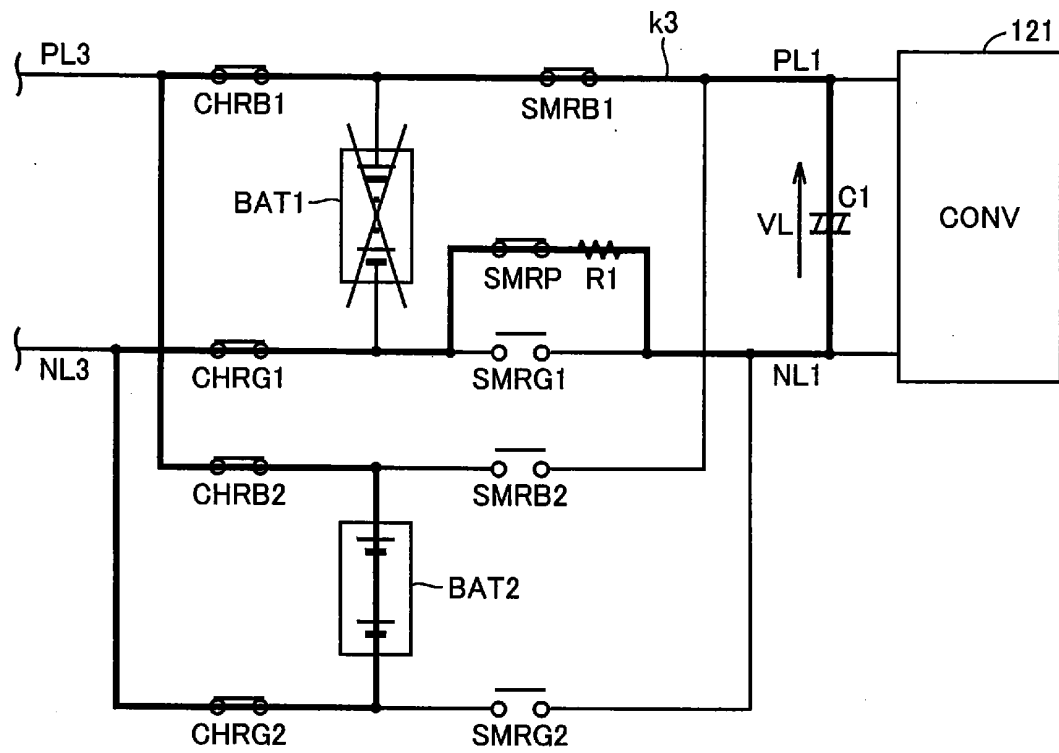 k3
121
PL3
PL1
CHRB1
SMRB1
BAT1
C1
VL
CONV
SMRP
R1
NL3
CHRG1
SMRG1
NL1
CHRB2
SMRB2
BAT2
CHRG2
SMRG2